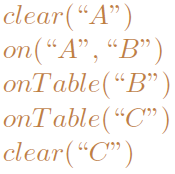 clear(“A”)
on(“A”, “B”)
onTable(“B”)
onTable(“C”)
clear(“C”)